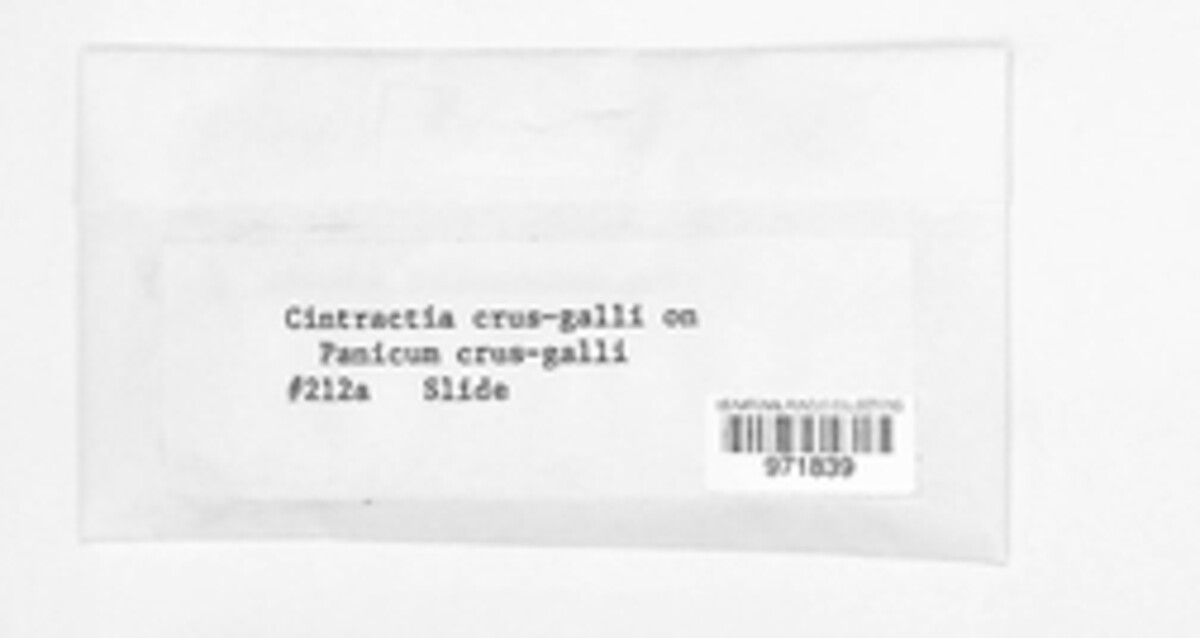 Cintractia crus-galli on
Panicum crus-galli
#212a Slide
971839